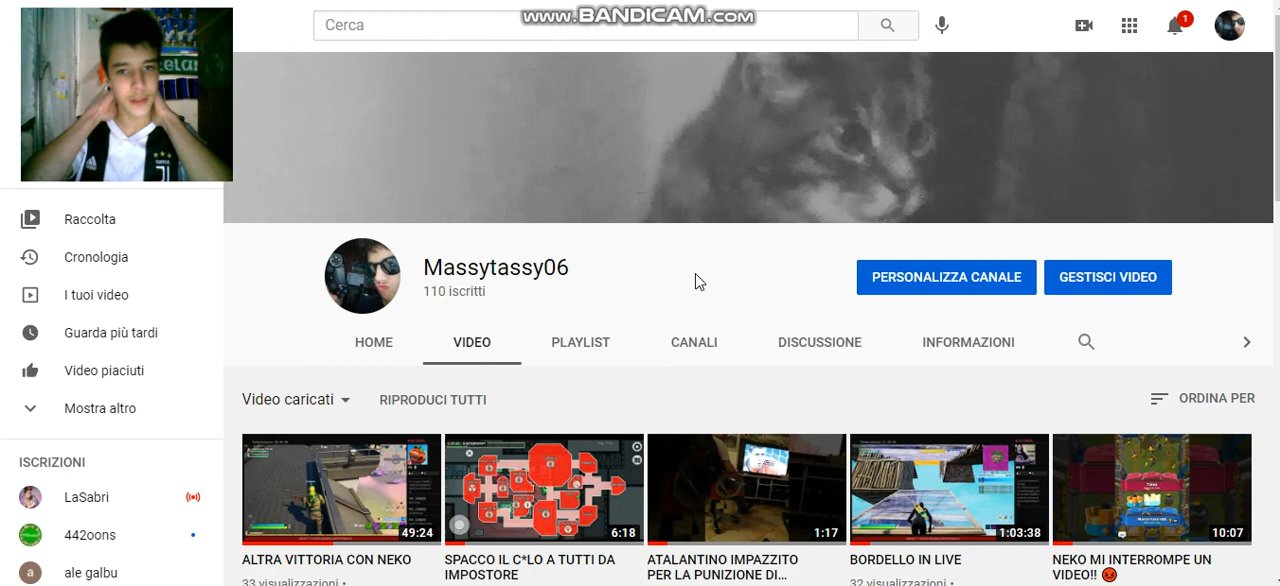 www.BANDICAM.com
Cerca
1
Raccolta
Cronologia
I tuoi video
Guarda più tardi
Video piaciuti
Mostra altro
ISCRIZIONI
LaSabri
442oons
ale galbu
Massytassy06
110 iscritti
PERSONALIZZA CANALE
GESTISCI VIDEO
HOME VIDEO PLAYLIST CANALI DISCUSSIONE INFORMAZIONI
Video caricati RIPRODUCI TUTTI ORDINA PER
49:24
ALTRA VITTORIA CON NEKO
33 visualizzazioni •
6:18
SPACCO IL C*LO A TUTTI DA
IMPOSTORE
1:17
ATALANTINO IMPAZZITO
PER LA PUNIZIONE DI...
1:03:38
BORDELLO IN LIVE
32 visualizzazioni •
10:07
NEKO MI INTERROMPE UN
VIDEO!! 😡